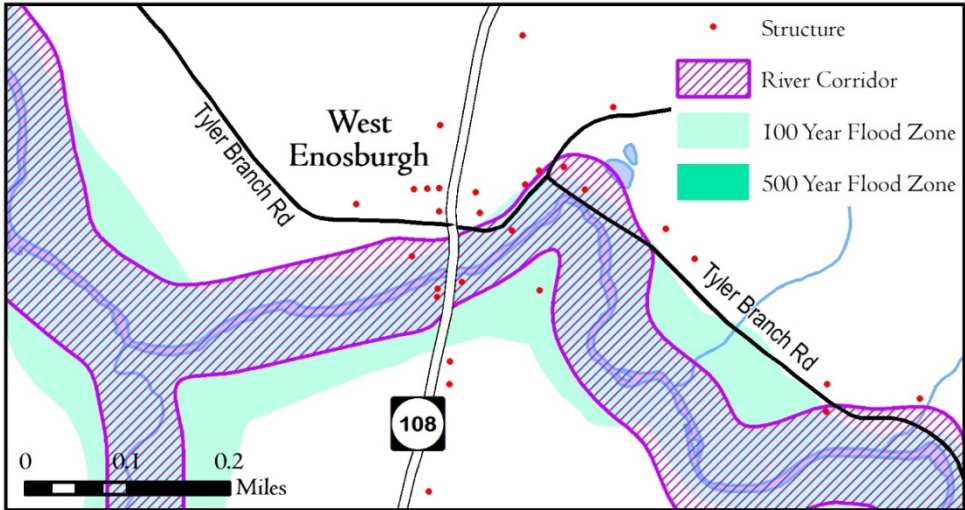 Structure
River Corridor
100 Year Flood Zone
500 Year Flood Zone
West
Enosburgh
Tyler Branch Rd
Tyler Branch Rd
108
0 0.1 0.2
Miles